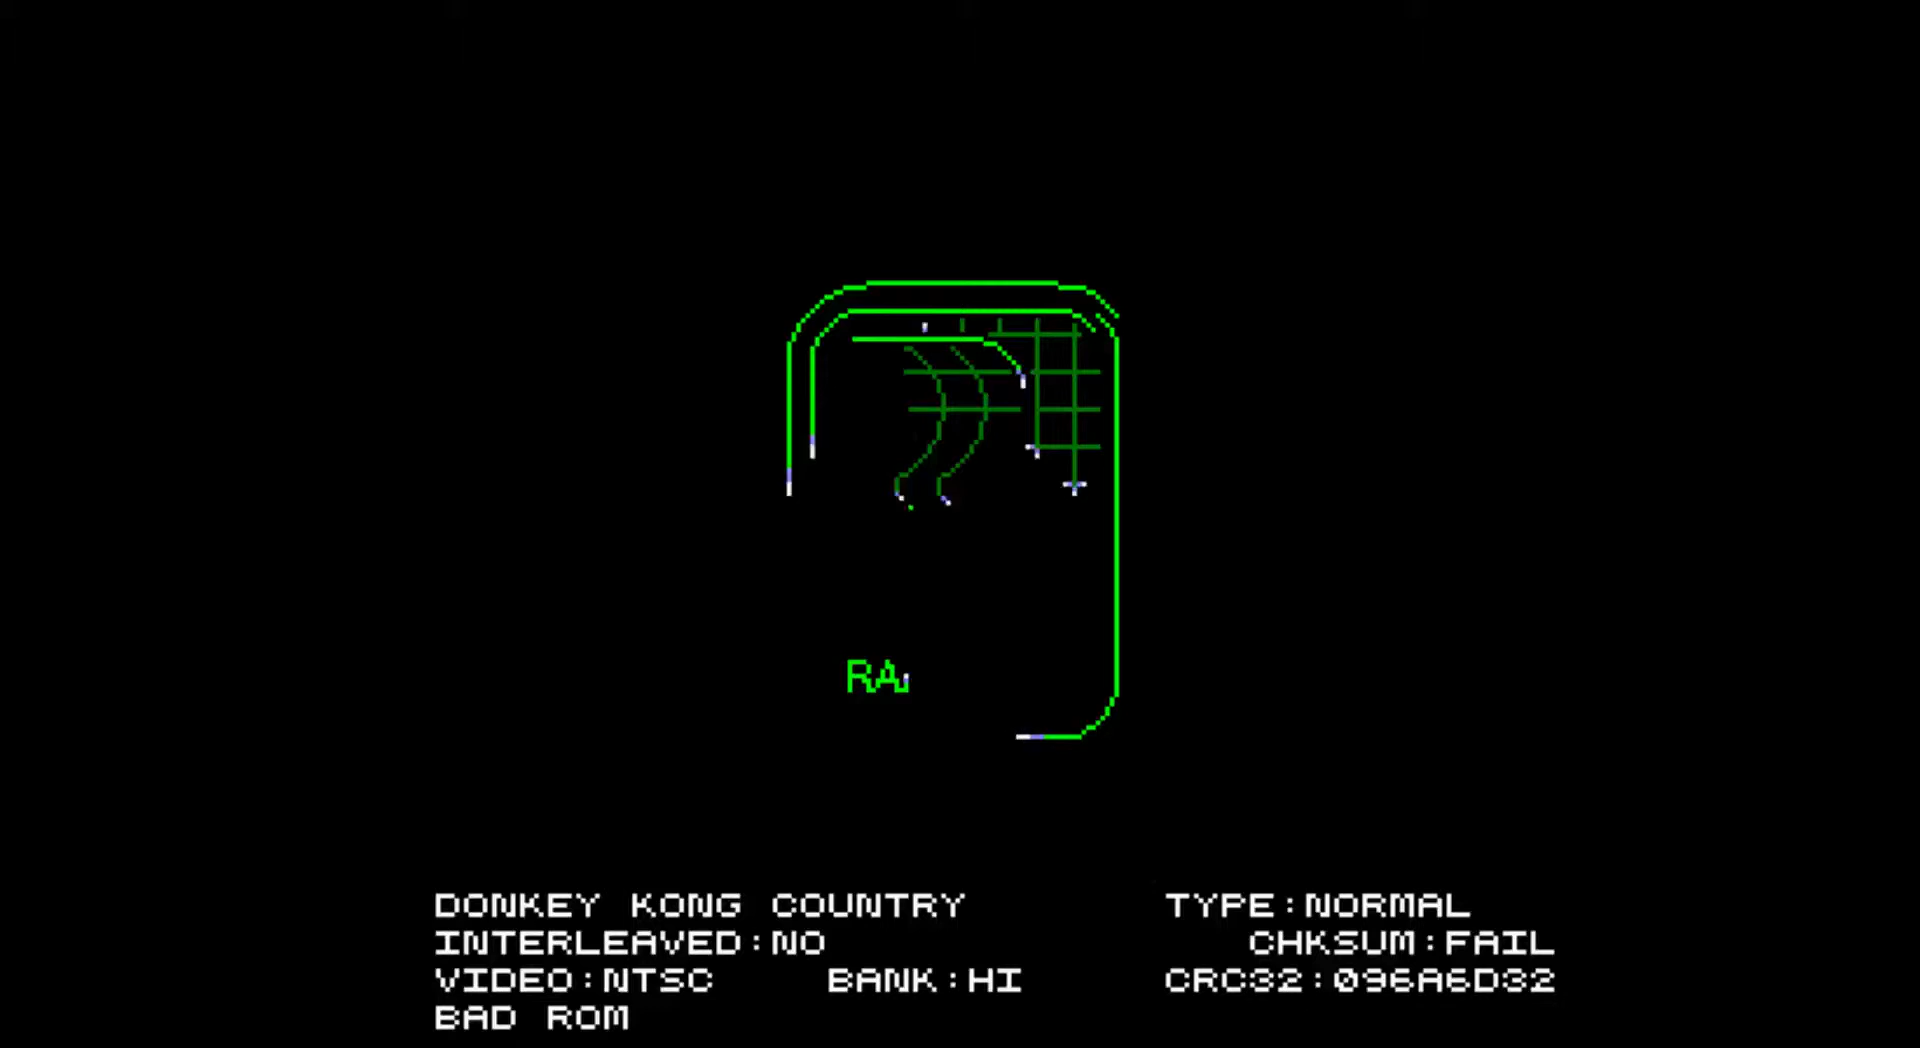 RA
DONKEY KONG COUNTRY TYPE:NORMAL
INTERLEAVED:NO CHKSUM:FAIL
VIDEO:NTSC BANK:HI CRC32:096A6D32
BAD ROM